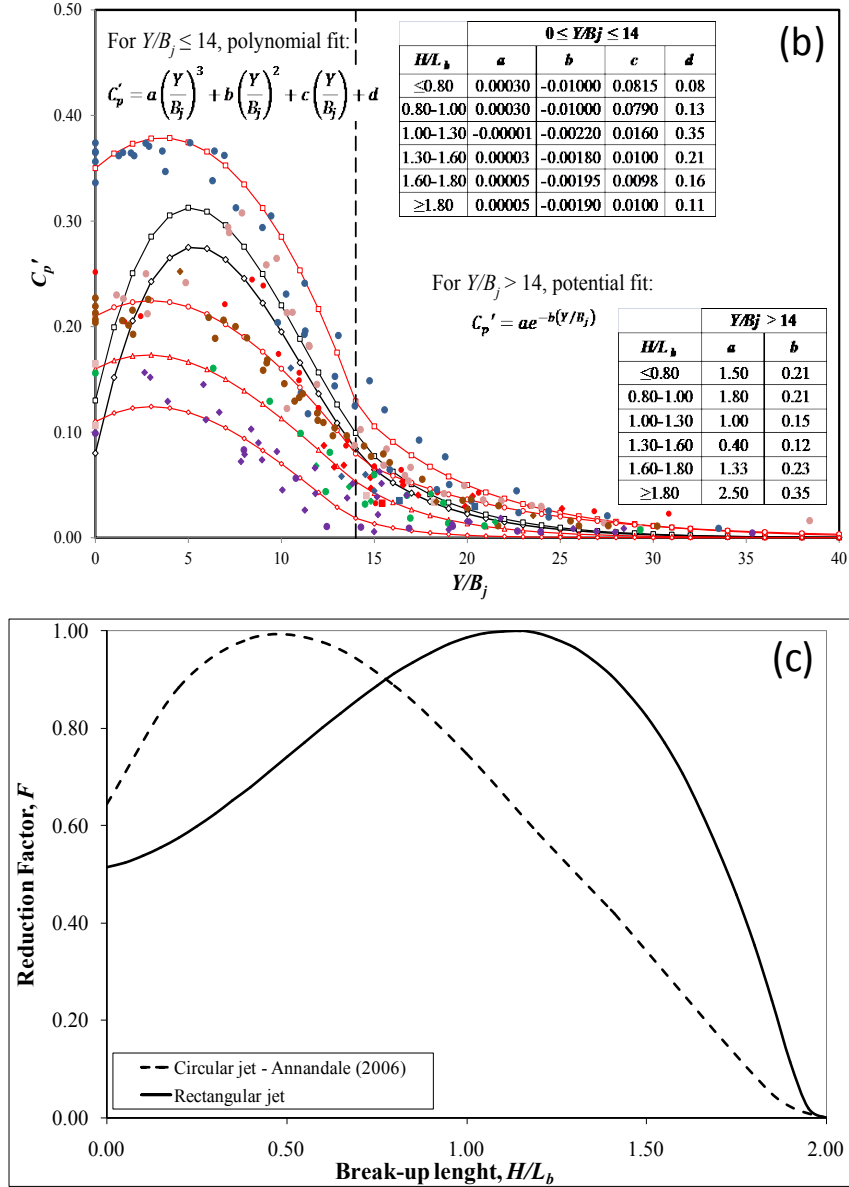 (b)
For Y/Bj ≤ 14, polynomial fit:
C′p = a(Y/Bj)³ + b(Y/Bj)² + c(Y/Bj) + d
0 ≤ Y/Bj ≤ 14
H/Lb a b c d
≤0.80 0.00030 -0.01000 0.0815 0.08
0.80-1.00 0.00030 -0.01000 0.0790 0.13
1.00-1.30 -0.00001 -0.00220 0.0160 0.35
1.30-1.60 0.00003 -0.00180 0.0100 0.21
1.60-1.80 0.00005 -0.00195 0.0098 0.16
≥1.80 0.00005 -0.00190 0.0100 0.11
For Y/Bj > 14, potential fit:
Cp′ = ae^−b(Y/Bj)
Y/Bj > 14
H/Lb a b
≤0.80 1.50 0.21
0.80-1.00 1.80 0.21
1.00-1.30 1.00 0.15
1.30-1.60 0.40 0.12
1.60-1.80 1.33 0.23
≥1.80 2.50 0.35
0.50
0.40
0.30
0.20
0.10
0.00
Cp′
0 5 10 15 20 25 30 35 40
Y/Bj
(c)
1.00
0.80
0.60
0.40
0.20
0.00
Reduction Factor, F
Circular jet - Annandale (2006)
Rectangular jet
0.00 0.50 1.00 1.50 2.00
Break-up lenght, H/Lb